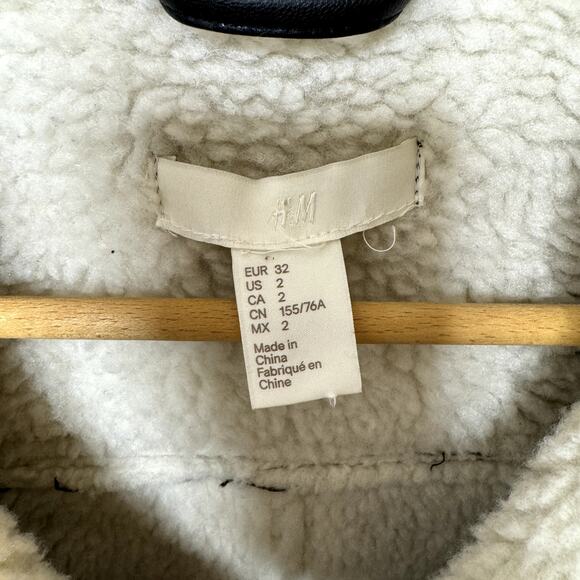 H&M
EUR 32
US 2
CA 2
CN 155/76A
MX 2
Made in
China
Fabriqué en
Chine